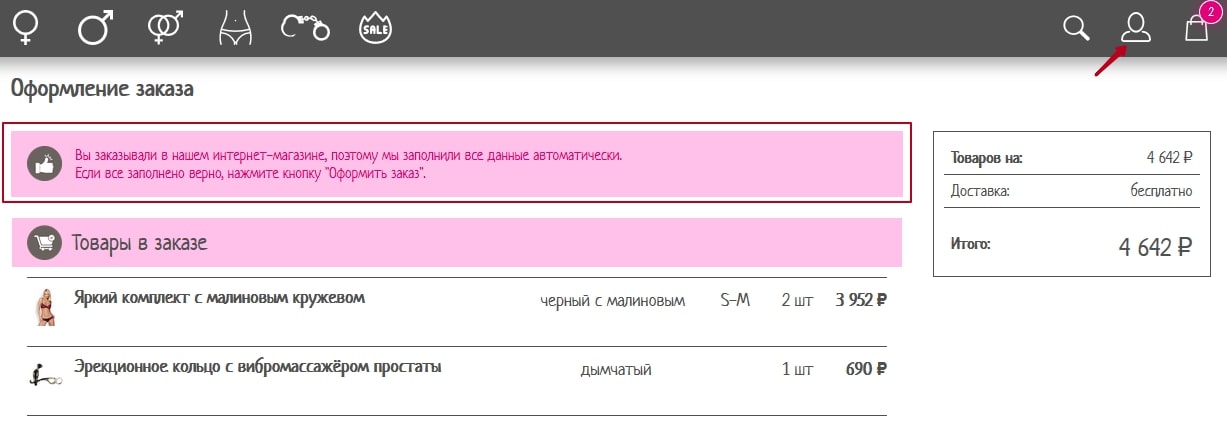 SALE
2
Оформление заказа
Вы заказывали в нашем интернет-магазине, поэтому мы заполнили все данные автоматически.
Если все заполнено верно, нажмите кнопку "Оформить заказ".
Товаров на: 4 642 ₽
Доставка: бесплатно
Итого: 4 642 ₽
Товары в заказе
Яркий комплект с малиновым кружевом черный с малиновым S-M 2 шт 3 952 ₽
Эрекционное кольцо с вибромассажёром простаты дымчатый 1 шт 690 ₽